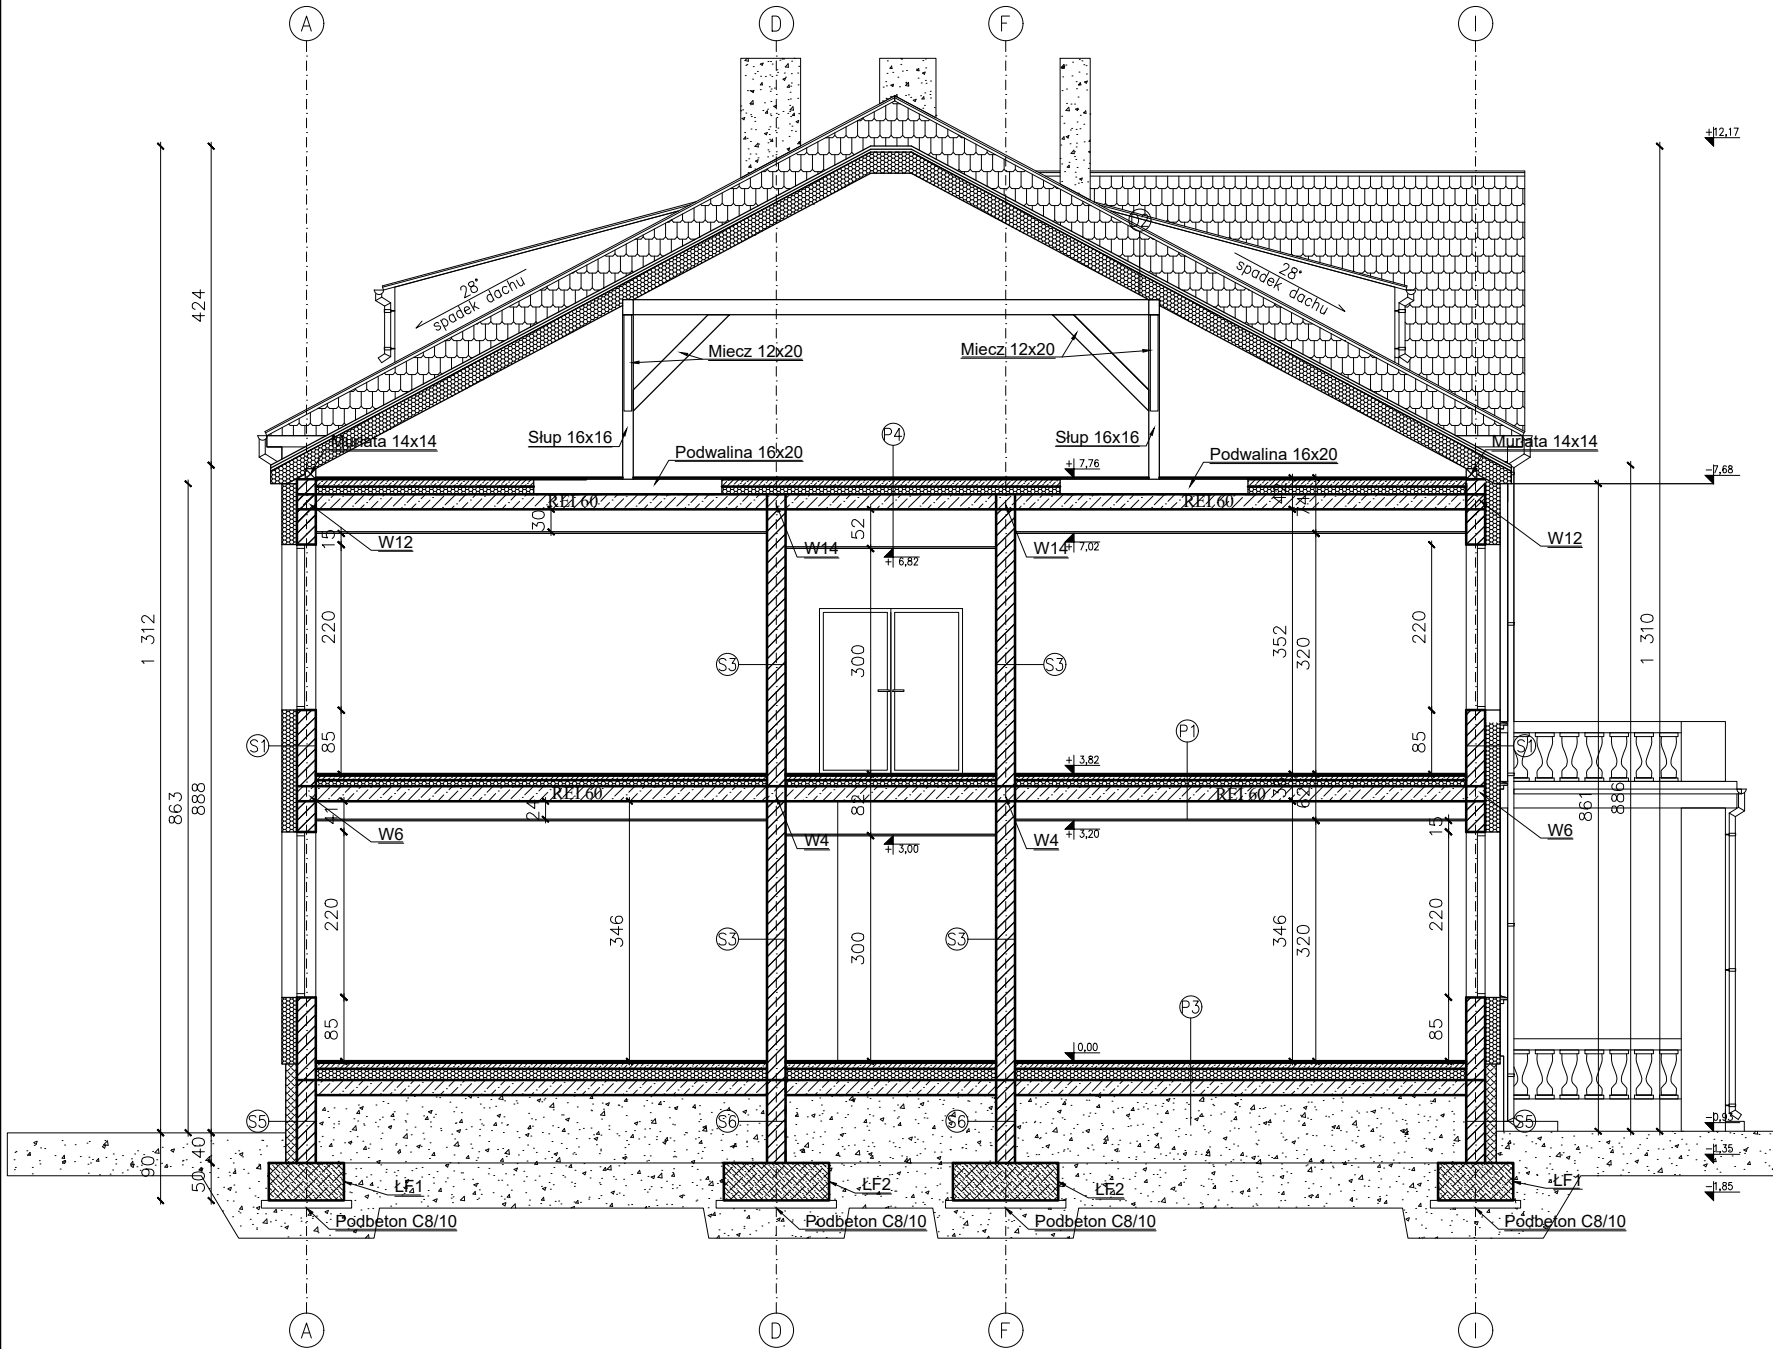 A
D
F
I
+12,17
28°
spadek dachu
28°
spadek dachu
424
Miecz 12x20
Miecz 12x20
P4
Murłata 14x14
Słup 16x16
Słup 16x16
Murłata 14x14
Podwalina 16x20
Podwalina 16x20
+ 7,76
-7,68
REI 60
REI 60
30
52
74
15
W12
W14
W14
+ 7,02
W12
+ 6,82
220
352
220
1 312
320
1 310
S3
300
S3
P1
S1
85
85
S1
+ 3,82
863
888
REI 60
REI 60
24
82
62
861
886
41
W6
W4
W4
+ 3,20
15
W6
+ 3,00
220
346
300
346
320
220
S3
S3
P3
85
85
0,00
S5
S6
S6
S5
-0,93
40
-1,35
90
50
ŁF1
ŁF2
ŁF2
ŁF1
-1,85
Podbeton C8/10
Podbeton C8/10
Podbeton C8/10
Podbeton C8/10
A
D
F
I